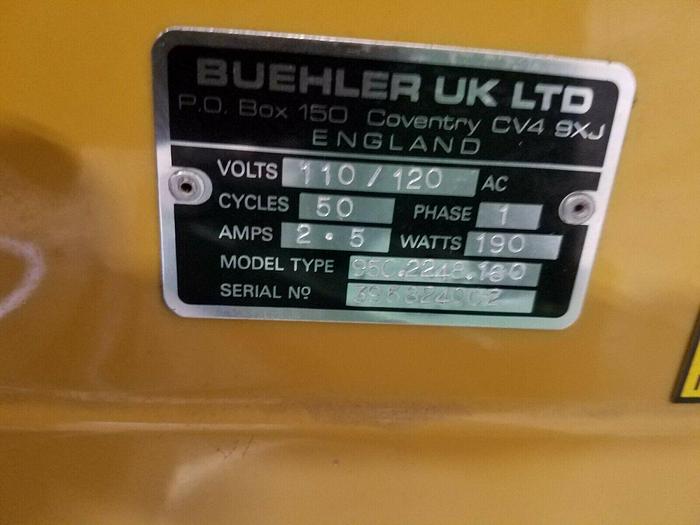 BUEHLER UK LTD
P.O. Box 150 Coventry CV4 9XJ
ENGLAND
VOLTS 110/120 AC
CYCLES 50 PHASE 1
AMPS 2.5 WATTS 190
MODEL TYPE
SERIAL Nº